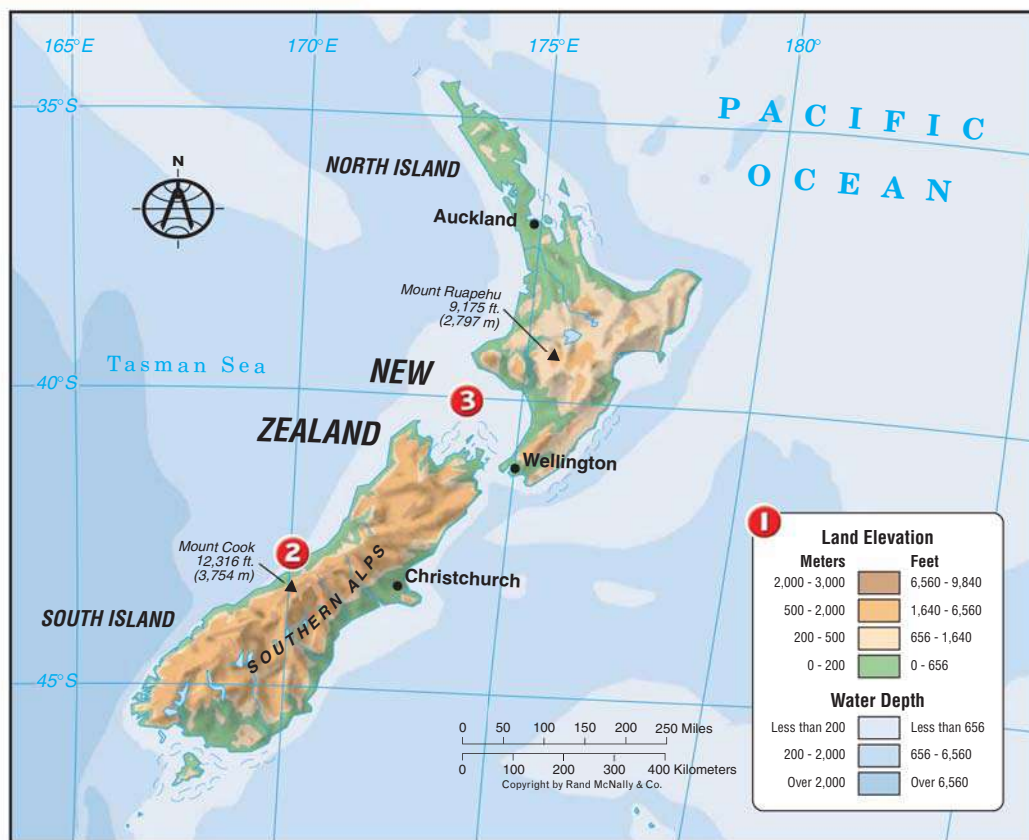 165°E
170°E
175°E
180°
35°S
PACIFIC
OCEAN
N
NORTH ISLAND
Auckland
Mount Ruapehu
9,175 ft.
(2,797 m)
Tasman Sea
NEW
40°S
3
ZEALAND
Wellington
2
Mount Cook
12,316 ft.
(3,754 m)
SOUTHERN ALPS
Christchurch
SOUTH ISLAND
45°S
1
Land Elevation
Meters Feet
2,000 - 3,000 6,560 - 9,840
500 - 2,000 1,640 - 6,560
200 - 500 656 - 1,640
0 - 200 0 - 656
Water Depth
Less than 200 Less than 656
200 - 2,000 656 - 6,560
Over 2,000 Over 6,560
0 50 100 150 200 250 Miles
0 100 200 300 400 Kilometers
Copyright by Rand McNally & Co.